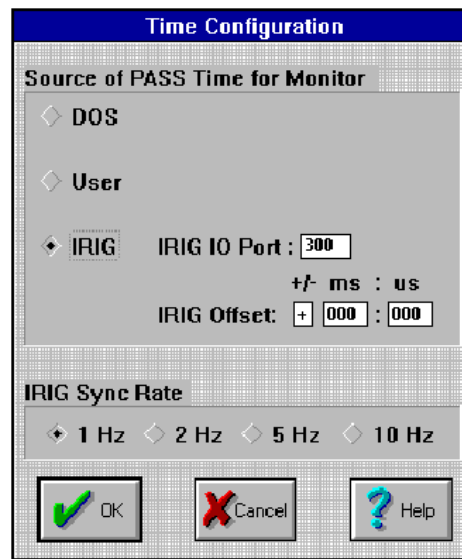 Time Configuration
Source of PASS Time for Monitor
DOS
User
IRIG IRIG IO Port : 300
+/- ms : us
IRIG Offset: + 000 : 000
IRIG Sync Rate
1 Hz 2 Hz 5 Hz 10 Hz
OK Cancel Help